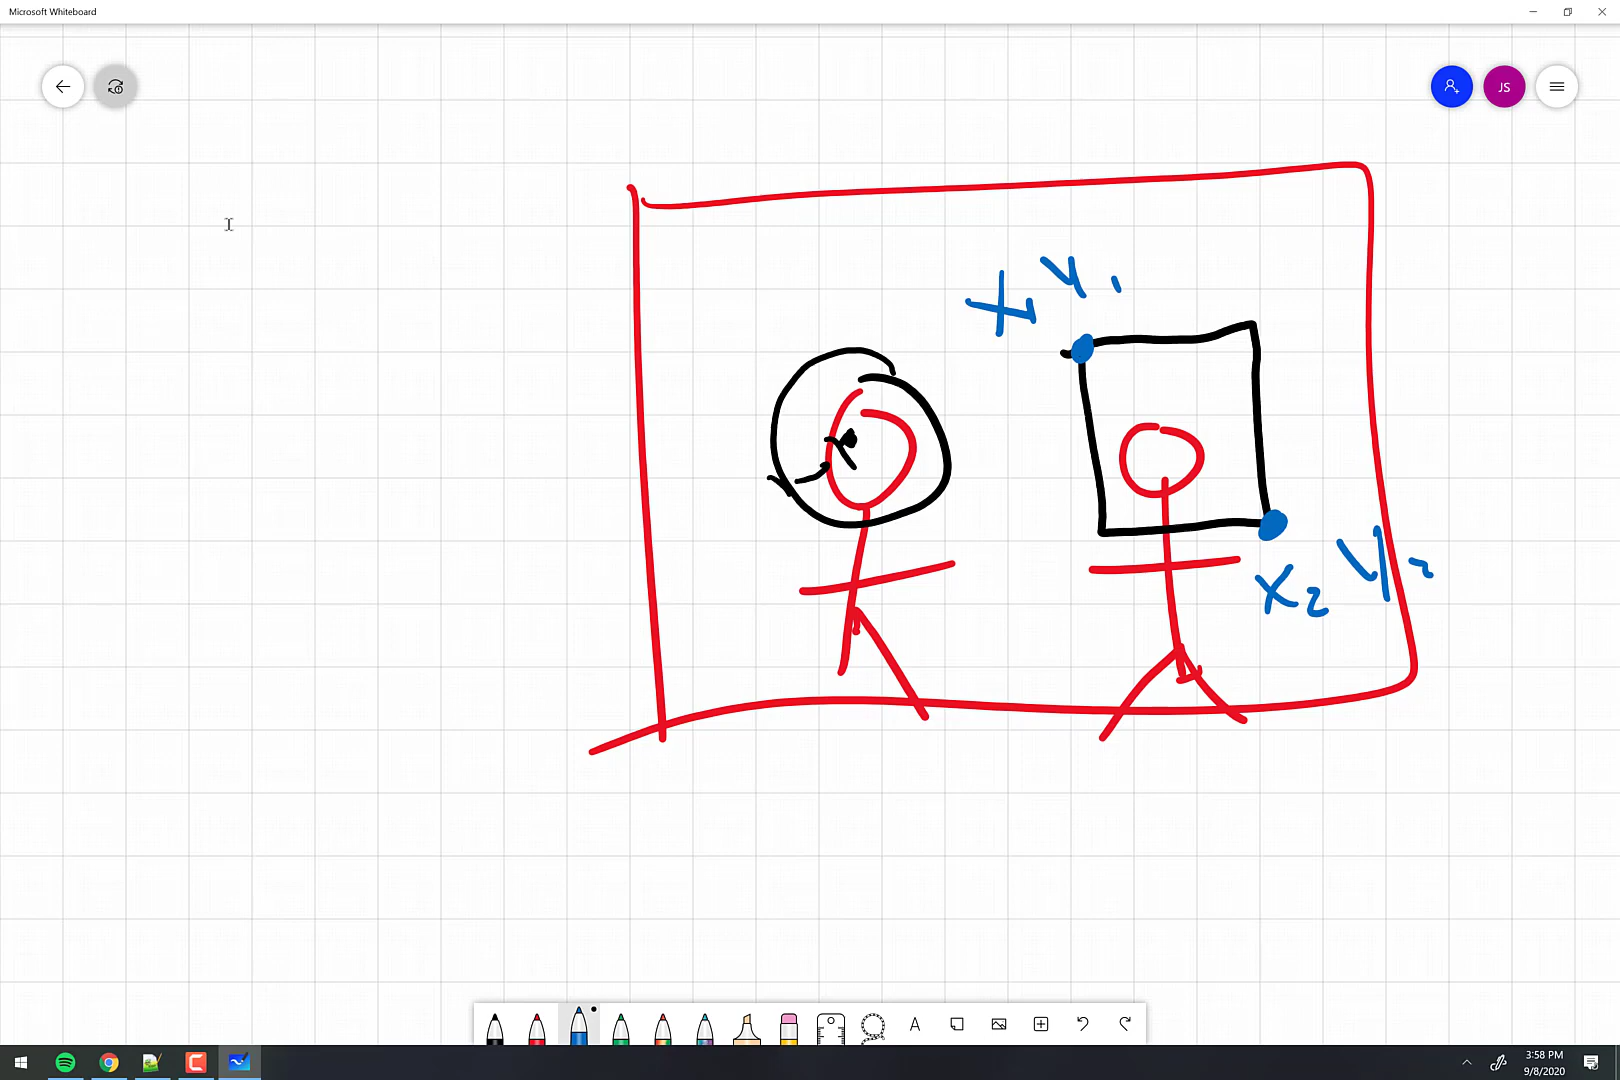 Microsoft Whiteboard
JS
X, Y,
X2 Y2
A
3:58 PM
9/8/2020